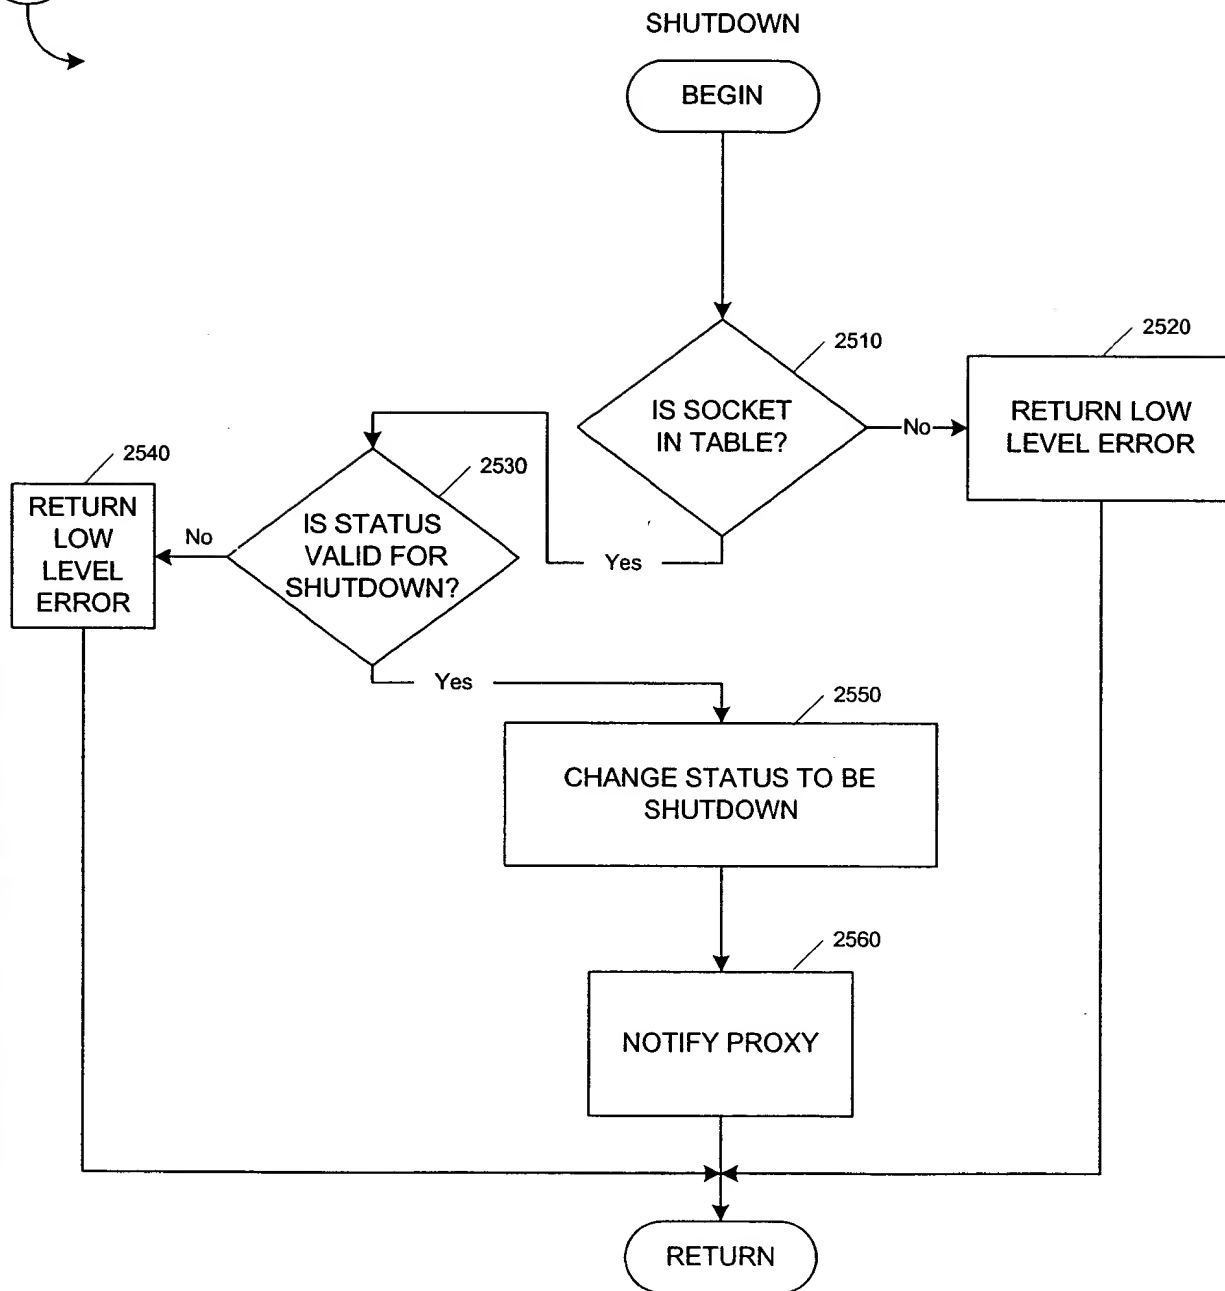 SHUTDOWN
BEGIN
2510
IS SOCKET
IN TABLE?
No
2520
RETURN LOW
LEVEL ERROR
Yes
2530
IS STATUS
VALID FOR
SHUTDOWN?
No
2540
RETURN
LOW
LEVEL
ERROR
Yes
2550
CHANGE STATUS TO BE
SHUTDOWN
2560
NOTIFY PROXY
RETURN